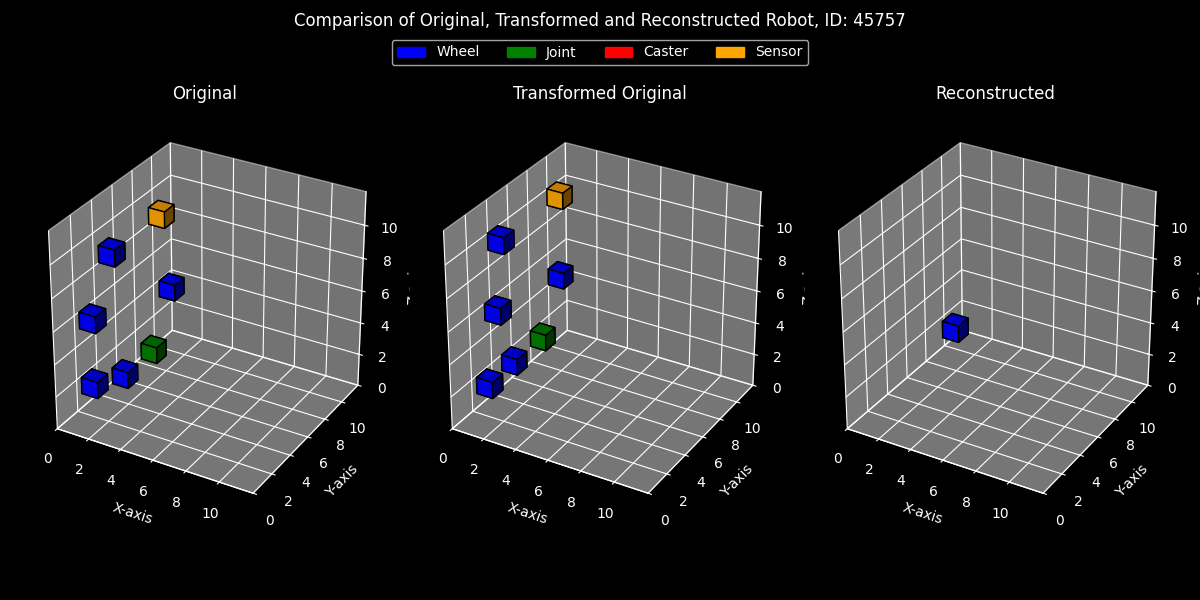 Comparison of Original, Transformed and Reconstructed Robot, ID: 45757
Wheel Joint Caster Sensor
Original Transformed Original Reconstructed
10 10 10
8 8 8
6 6 6
4 4 4
2 2 2
0 0 0
10 10 10
8 8 8
6 6 6
4 4 4
2 2 2
0 0 0
0 2 4 6 8 10 0 2 4 6 8 10 0 2 4 6 8 10
X-axis Y-axis X-axis Y-axis X-axis Y-axis